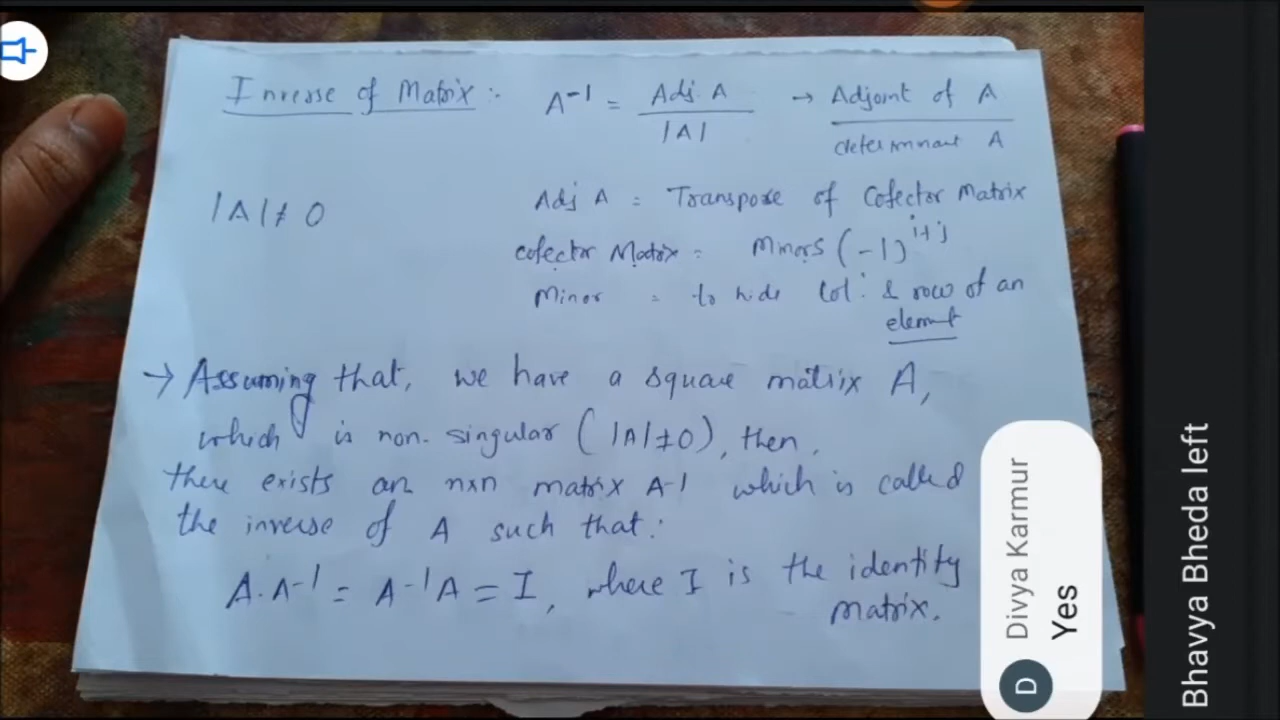 Inverse of Matrix :- A-1 = Adj. A / |A| → Adjoint of A / determinant A
|A| ≠ 0
Adj A = Transpose of Cofector Matrix
cofector Matrix = Minors (-1)^i+j
Minor = to hide Col. & row of an
element
→ Assuming that, we have a square matrix A,
which is non-singular (|A|≠0), then,
there exists an nxn matrix A-1 which is called
the inverse of A such that:
A.A-1 = A-1A = I, where I is the identity
matrix.
D Divya Karmur
Yes
Bhavya Bheda left